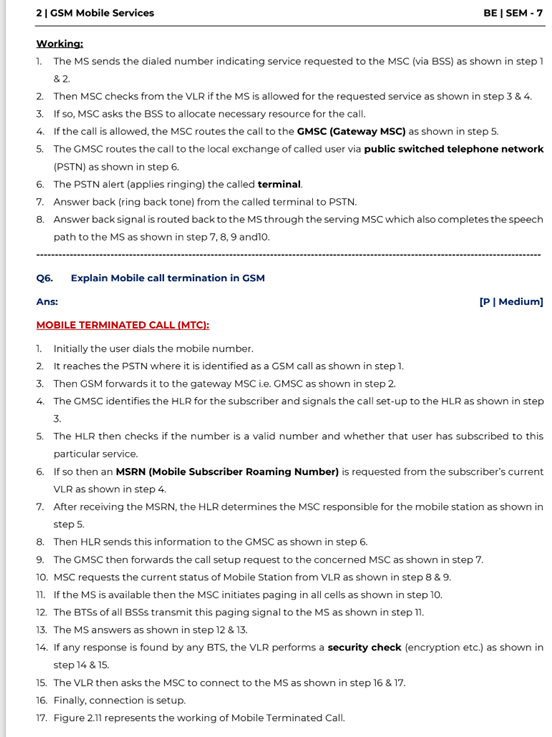 2 | GSM Mobile Services BE | SEM - 7
Working:
1. The MS sends the dialed number indicating service requested to the MSC (via BSS) as shown in step 1
& 2.
2. Then MSC checks from the VLR if the MS is allowed for the requested service as shown in step 3 & 4.
3. If so, MSC asks the BSS to allocate necessary resource for the call.
4. If the call is allowed, the MSC routes the call to the GMSC (Gateway MSC) as shown in step 5.
5. The GMSC routes the call to the local exchange of called user via public switched telephone network
(PSTN) as shown in step 6.
6. The PSTN alert (applies ringing) the called terminal.
7. Answer back (ring back tone) from the called terminal to PSTN.
8. Answer back signal is routed back to the MS through the serving MSC which also completes the speech
path to the MS as shown in step 7, 8, 9 and10.
Q6. Explain Mobile call termination in GSM
Ans: [P | Medium]
MOBILE TERMINATED CALL (MTC):
1. Initially the user dials the mobile number.
2. It reaches the PSTN where it is identified as a GSM call as shown in step 1.
3. Then GSM forwards it to the gateway MSC i.e. GMSC as shown in step 2.
4. The GMSC identifies the HLR for the subscriber and signals the call set-up to the HLR as shown in step
3.
5. The HLR then checks if the number is a valid number and whether that user has subscribed to this
particular service.
6. If so then an MSRN (Mobile Subscriber Roaming Number) is requested from the subscriber's current
VLR as shown in step 4.
7. After receiving the MSRN, the HLR determines the MSC responsible for the mobile station as shown in
step 5.
8. Then HLR sends this information to the GMSC as shown in step 6.
9. The GMSC then forwards the call setup request to the concerned MSC as shown in step 7.
10. MSC requests the current status of Mobile Station from VLR as shown in step 8 & 9.
11. If the MS is available then the MSC initiates paging in all cells as shown in step 10.
12. The BTSs of all BSSs transmit this paging signal to the MS as shown in step 11.
13. The MS answers as shown in step 12 & 13.
14. If any response is found by any BTS, the VLR performs a security check (encryption etc.) as shown in
step 14 & 15.
15. The VLR then asks the MSC to connect to the MS as shown in step 16 & 17.
16. Finally, connection is setup.
17. Figure 2.11 represents the working of Mobile Terminated Call.